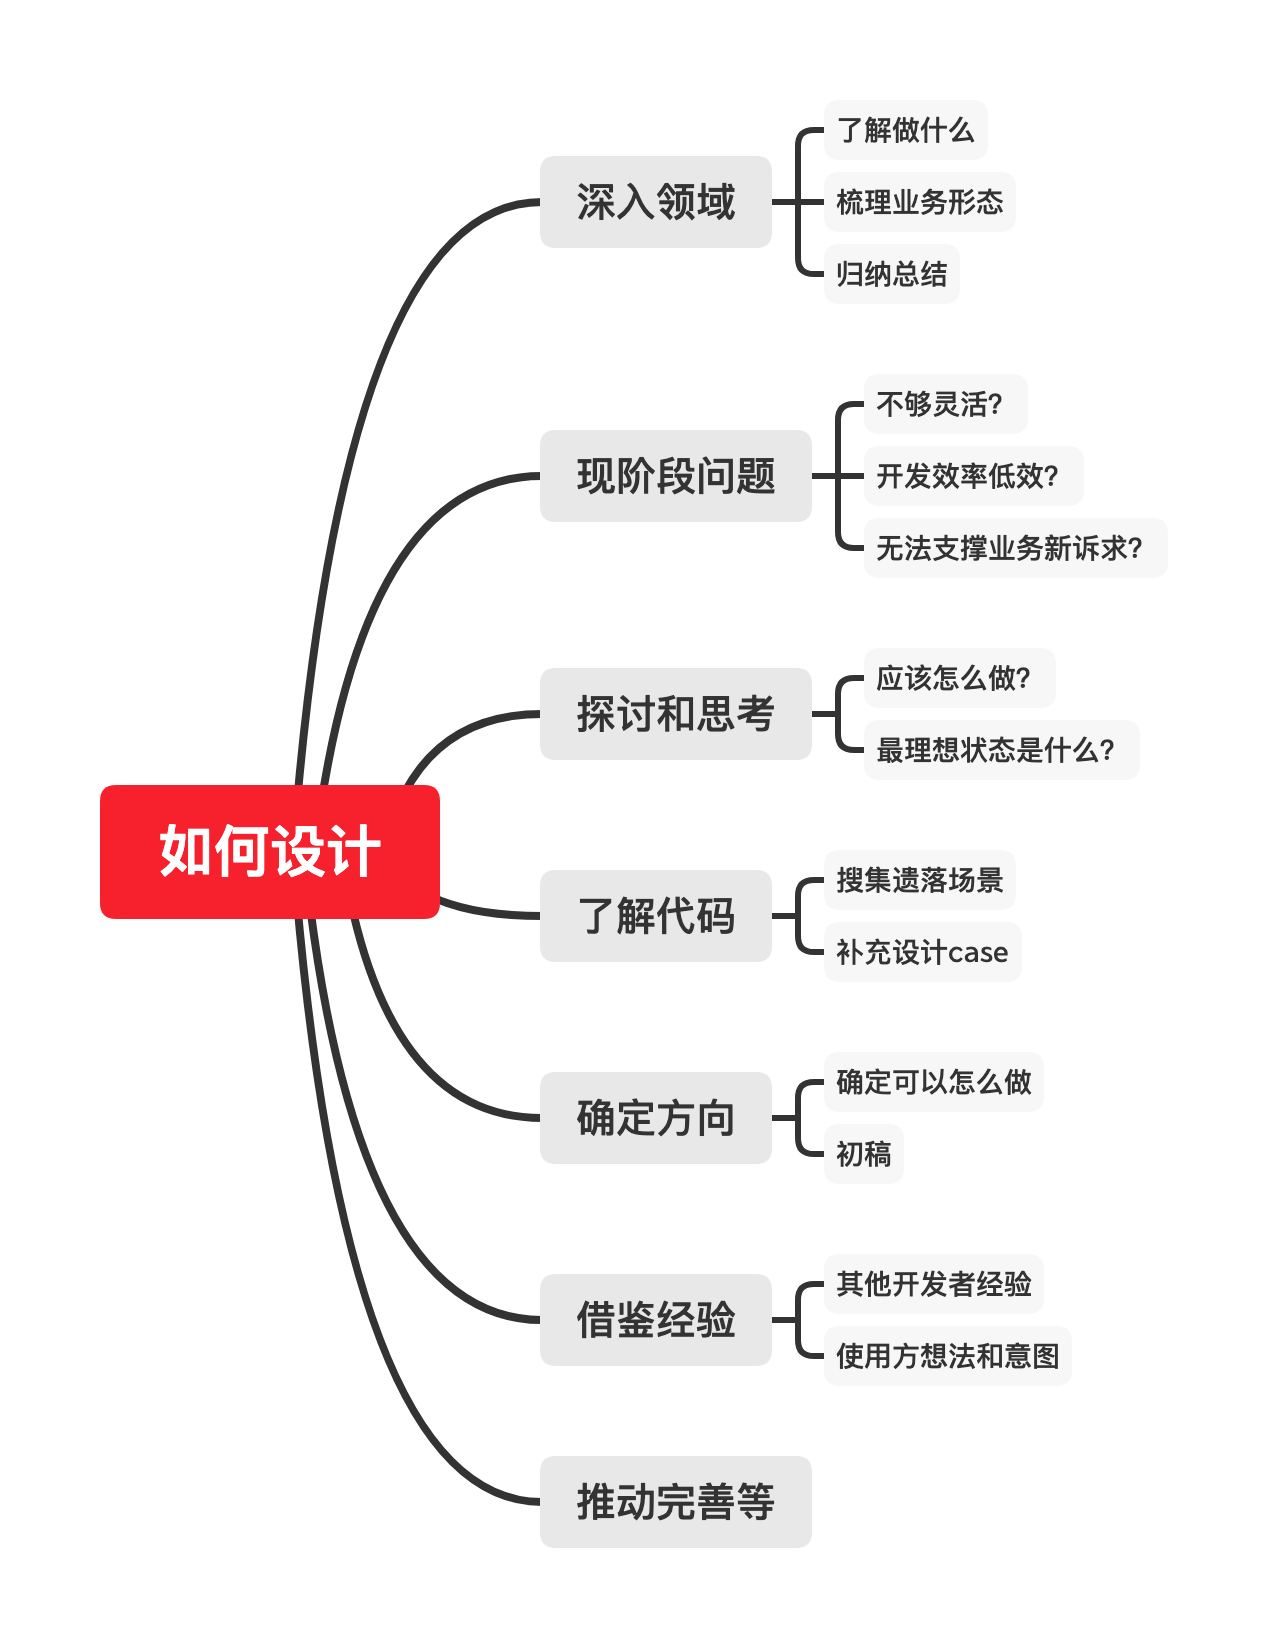 如何设计
深入领域
了解做什么
梳理业务形态
归纳总结
现阶段问题
不够灵活？
开发效率低效？
无法支撑业务新诉求？
探讨和思考
应该怎么做？
最理想状态是什么？
了解代码
搜集遗落场景
补充设计case
确定方向
确定可以怎么做
初稿
借鉴经验
其他开发者经验
使用方想法和意图
推动完善等